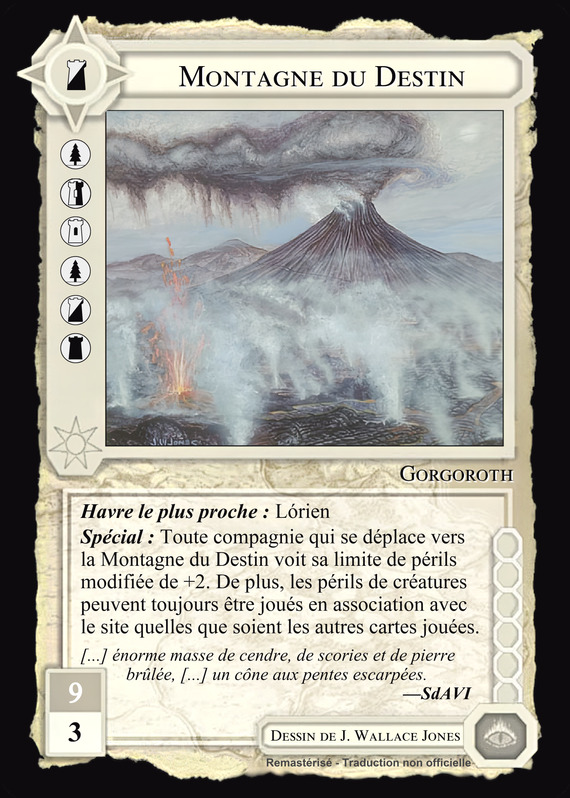 Montagne du Destin
J.W.JONES
Gorgoroth
Havre le plus proche : Lórien
Spécial : Toute compagnie qui se déplace vers
la Montagne du Destin voit sa limite de périls
modifiée de +2. De plus, les périls de créatures
peuvent toujours être joués en association avec
le site quelles que soient les autres cartes jouées.
[...] énorme masse de cendre, de scories et de pierre
brûlée, [...] un cône aux pentes escarpées.
—SdAVI
9
3
Dessin de J. Wallace Jones
Remastérisé - Traduction non officielle